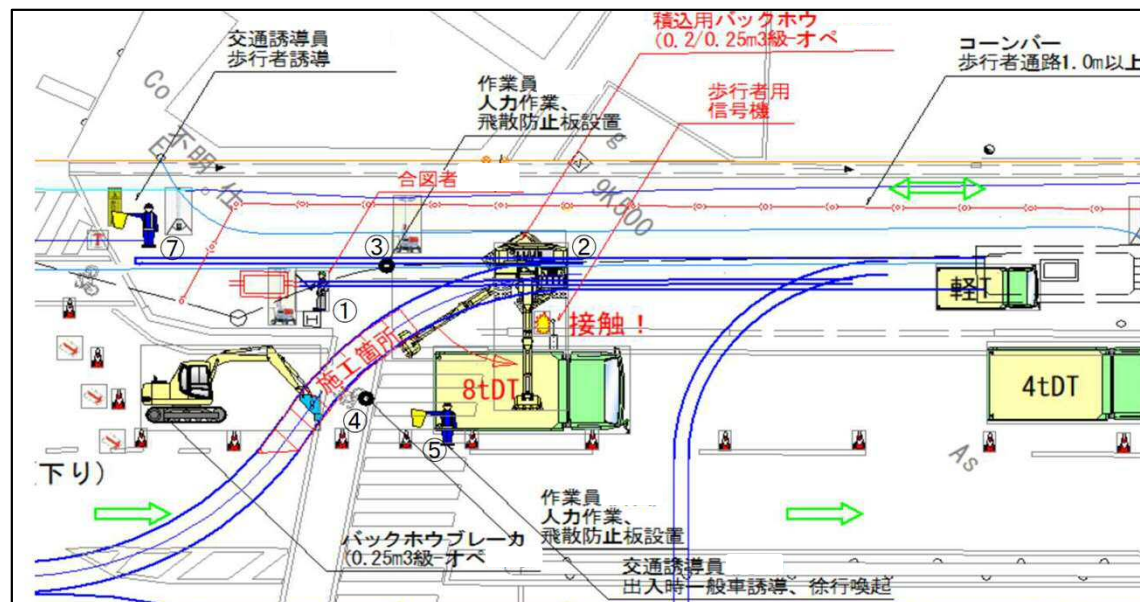 積込用バックホウ
(0.2/0.25m3級-オペ
交通誘導員
歩行者誘導
コーンバー
歩行者通路1.0m以上
作業員
人力作業、
飛散防止板設置
歩行者用
信号機
Co
不明
仕
合図者
9K500
⑦
③
②
①
軽T
接触！
施工箇所
8tDT
4tDT
④
⑤
As
(下り)
作業員
人力作業、
飛散防止板設置
バックホウブレーカ
(0.25m3級-オペ
交通誘導員
出入時一般車誘導、徐行喚起